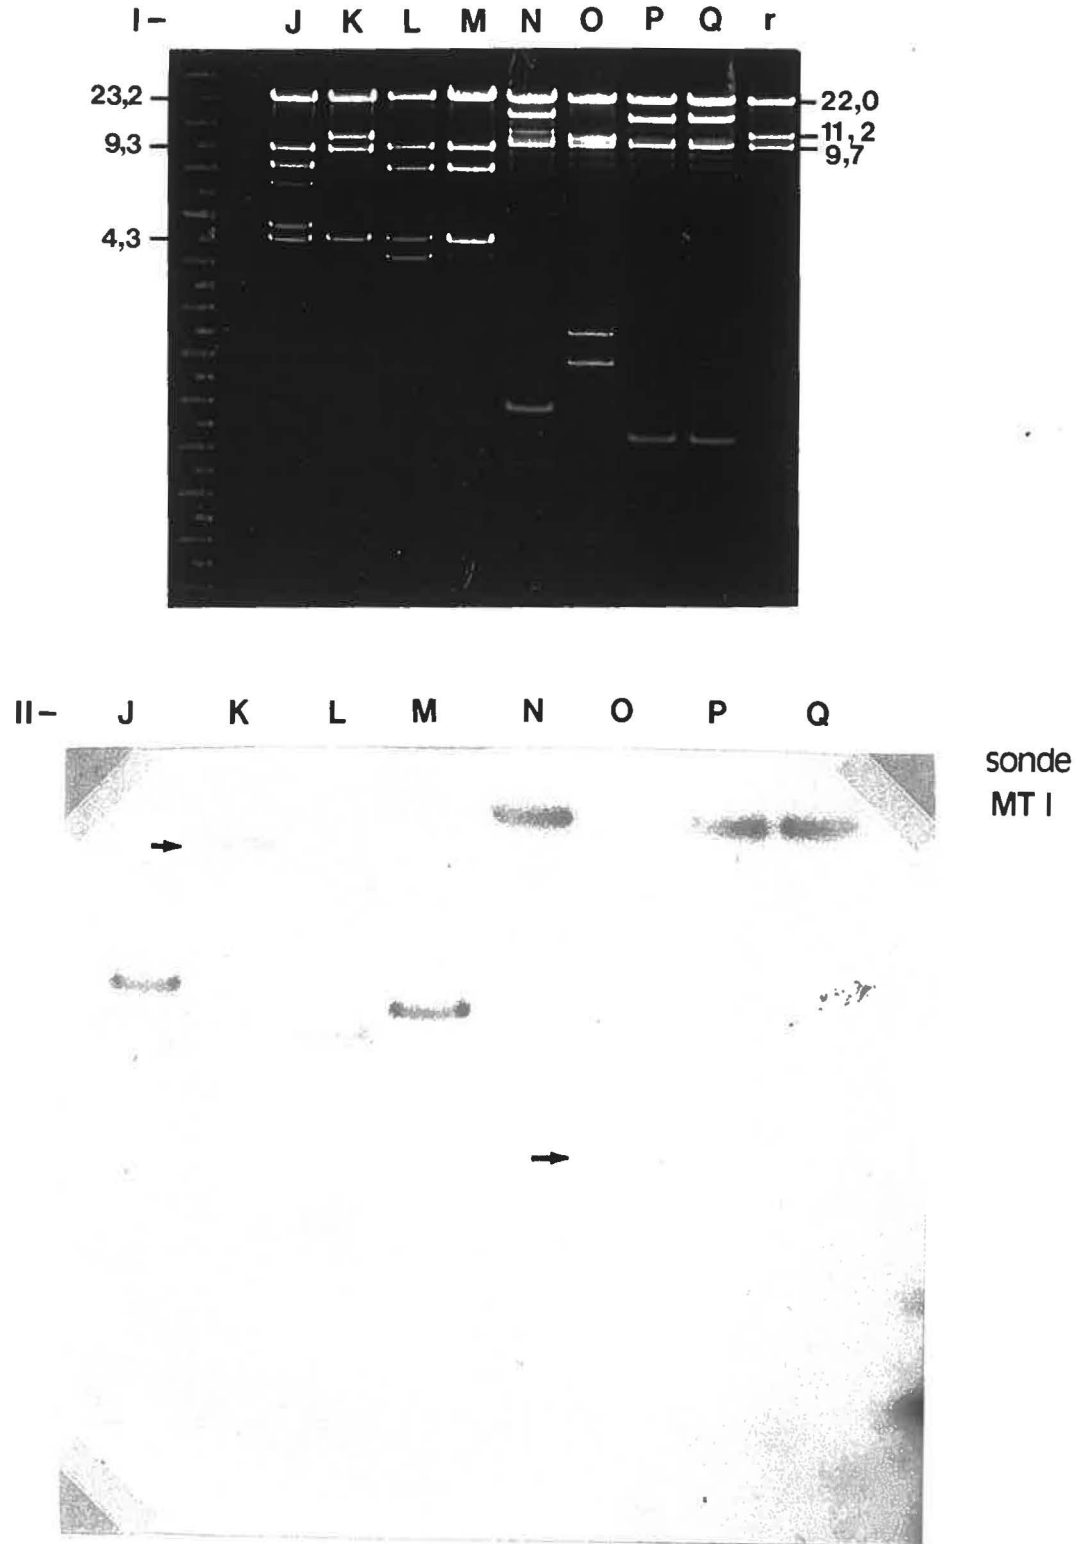 I– J K L M N O P Q r
23,2 – – 22,0
– 11,2
9,3 – – 9,7
4,3 –
II– J K L M N O P Q
sonde
MT I